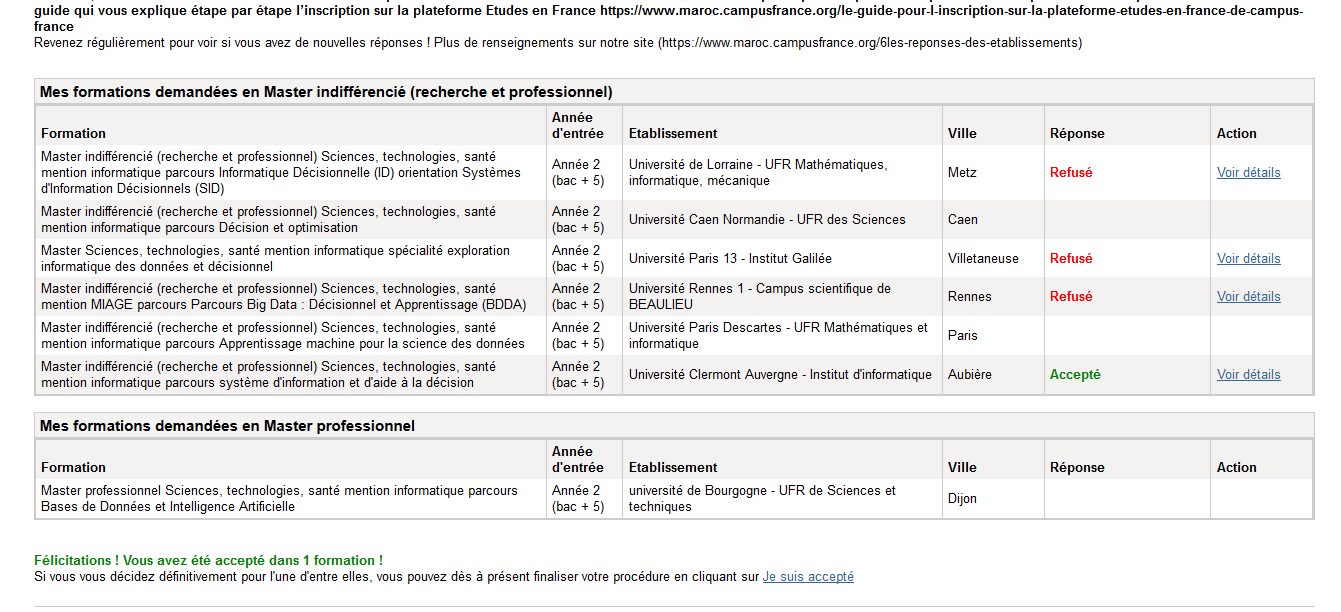 guide qui vous explique étape par étape l'inscription sur la plateforme Etudes en France https://www.maroc.campusfrance.org/le-guide-pour-l-inscription-sur-la-plateforme-etudes-en-france-de-campus-
france
Revenez régulièrement pour voir si vous avez de nouvelles réponses ! Plus de renseignements sur notre site (https://www.maroc.campusfrance.org/6les-reponses-des-etablissements)
Mes formations demandées en Master indifférencié (recherche et professionnel)
Formation Année d'entrée Etablissement Ville Réponse Action
Master indifférencié (recherche et professionnel) Sciences, technologies, santé
mention informatique parcours Informatique Décisionnelle (ID) orientation Systèmes
d'Information Décisionnels (SID)
Année 2
(bac + 5)
Université de Lorraine - UFR Mathématiques,
informatique, mécanique
Metz
Refusé
Voir détails
Master indifférencié (recherche et professionnel) Sciences, technologies, santé
mention informatique parcours Décision et optimisation
Année 2
(bac + 5)
Université Caen Normandie - UFR des Sciences
Caen
Master Sciences, technologies, santé mention informatique spécialité exploration
informatique des données et décisionnel
Année 2
(bac + 5)
Université Paris 13 - Institut Galilée
Villetaneuse
Refusé
Voir détails
Master indifférencié (recherche et professionnel) Sciences, technologies, santé
mention MIAGE parcours Parcours Big Data : Décisionnel et Apprentissage (BDDA)
Année 2
(bac + 5)
Université Rennes 1 - Campus scientifique de
BEAULIEU
Rennes
Refusé
Voir détails
Master indifférencié (recherche et professionnel) Sciences, technologies, santé
mention informatique parcours Apprentissage machine pour la science des données
Année 2
(bac + 5)
Université Paris Descartes - UFR Mathématiques et
informatique
Paris
Master indifférencié (recherche et professionnel) Sciences, technologies, santé
mention informatique parcours système d'information et d'aide à la décision
Année 2
(bac + 5)
Université Clermont Auvergne - Institut d'informatique
Aubière
Accepté
Voir détails
Mes formations demandées en Master professionnel
Formation Année d'entrée Etablissement Ville Réponse Action
Master professionnel Sciences, technologies, santé mention informatique parcours
Bases de Données et Intelligence Artificielle
Année 2
(bac + 5)
université de Bourgogne - UFR de Sciences et
techniques
Dijon
Félicitations ! Vous avez été accepté dans 1 formation !
Si vous vous décidez définitivement pour l'une d'entre elles, vous pouvez dès à présent finaliser votre procédure en cliquant sur Je suis accepté